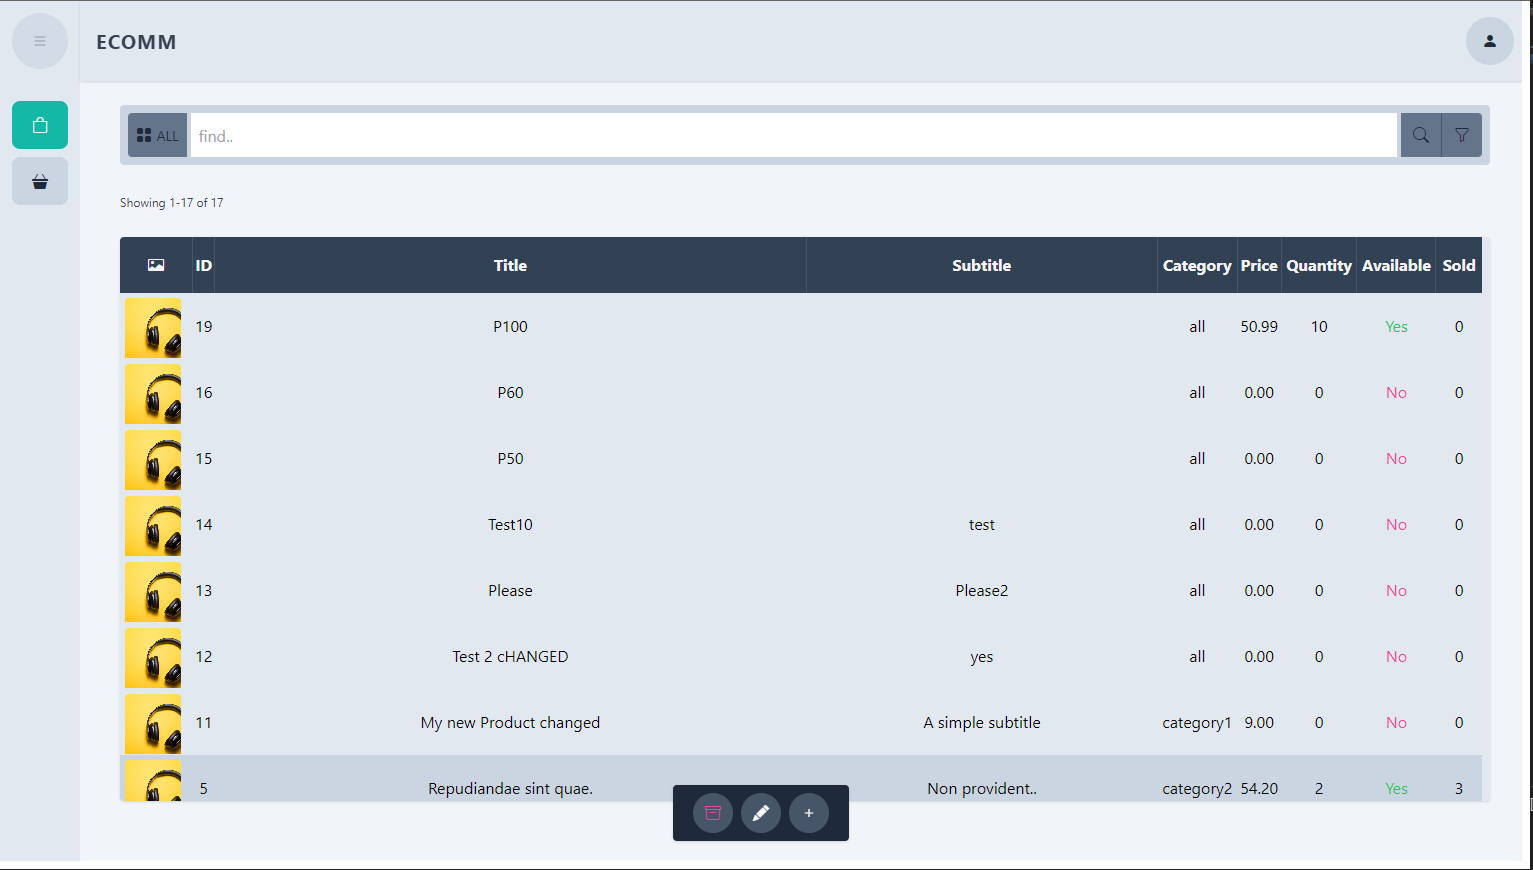 ECOMM
ALL find..
Showing 1-17 of 17
ID Title Subtitle Category Price Quantity Available Sold
19 P100 all 50.99 10 Yes 0
16 P60 all 0.00 0 No 0
15 P50 all 0.00 0 No 0
14 Test10 test all 0.00 0 No 0
13 Please Please2 all 0.00 0 No 0
12 Test 2 cHANGED yes all 0.00 0 No 0
11 My new Product changed A simple subtitle category1 9.00 0 No 0
5 Repudiandae sint quae. Non provident.. category2 54.20 2 Yes 3